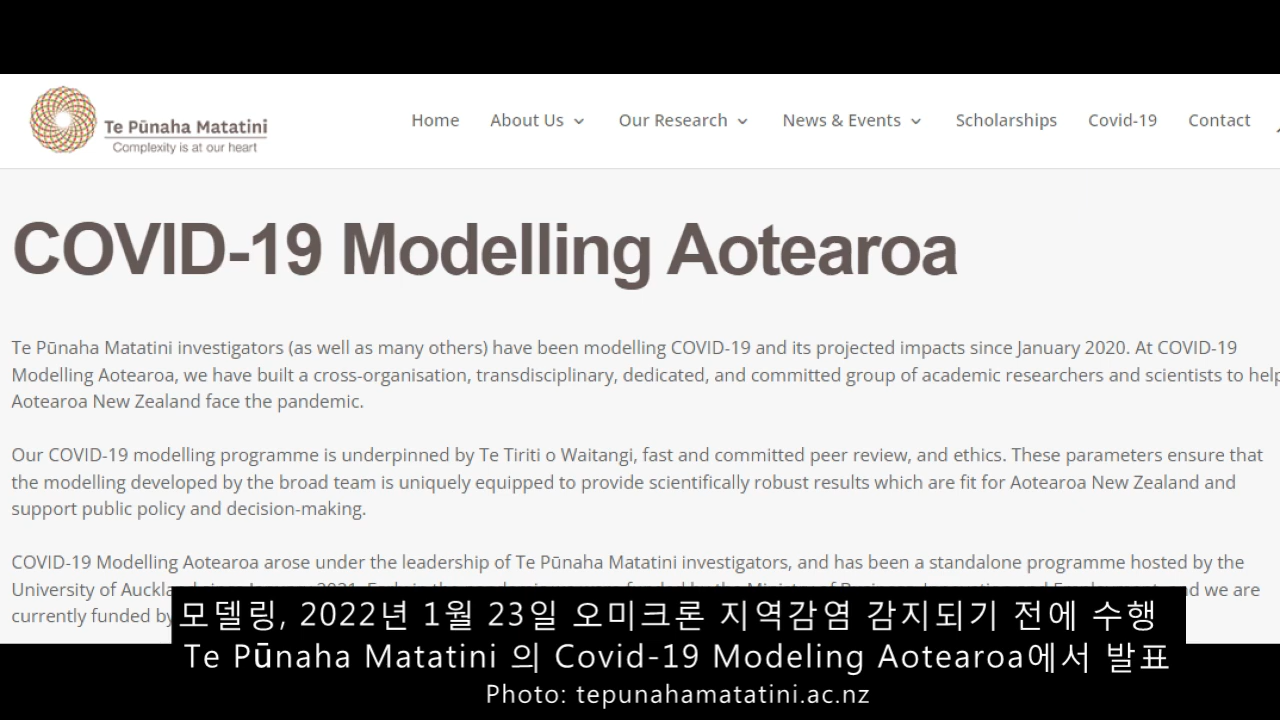 Te Pūnaha Matatini
Complexity is at our heart
Home About Us Our Research News & Events Scholarships Covid-19 Contact
COVID-19 Modelling Aotearoa
Te Pūnaha Matatini investigators (as well as many others) have been modelling COVID-19 and its projected impacts since January 2020. At COVID-19
Modelling Aotearoa, we have built a cross-organisation, transdisciplinary, dedicated, and committed group of academic researchers and scientists to help
Aotearoa New Zealand face the pandemic.
Our COVID-19 modelling programme is underpinned by Te Tiriti o Waitangi, fast and committed peer review, and ethics. These parameters ensure that
the modelling developed by the broad team is uniquely equipped to provide scientifically robust results which are fit for Aotearoa New Zealand and
support public policy and decision-making.
COVID-19 Modelling Aotearoa arose under the leadership of Te Pūnaha Matatini investigators, and has been a standalone programme hosted by the
University of we are
currently funded by
모델링, 2022년 1월 23일 오미크론 지역감염 감지되기 전에 수행
Te Pūnaha Matatini 의 Covid-19 Modeling Aotearoa에서 발표
Photo: tepunahamatatini.ac.nz